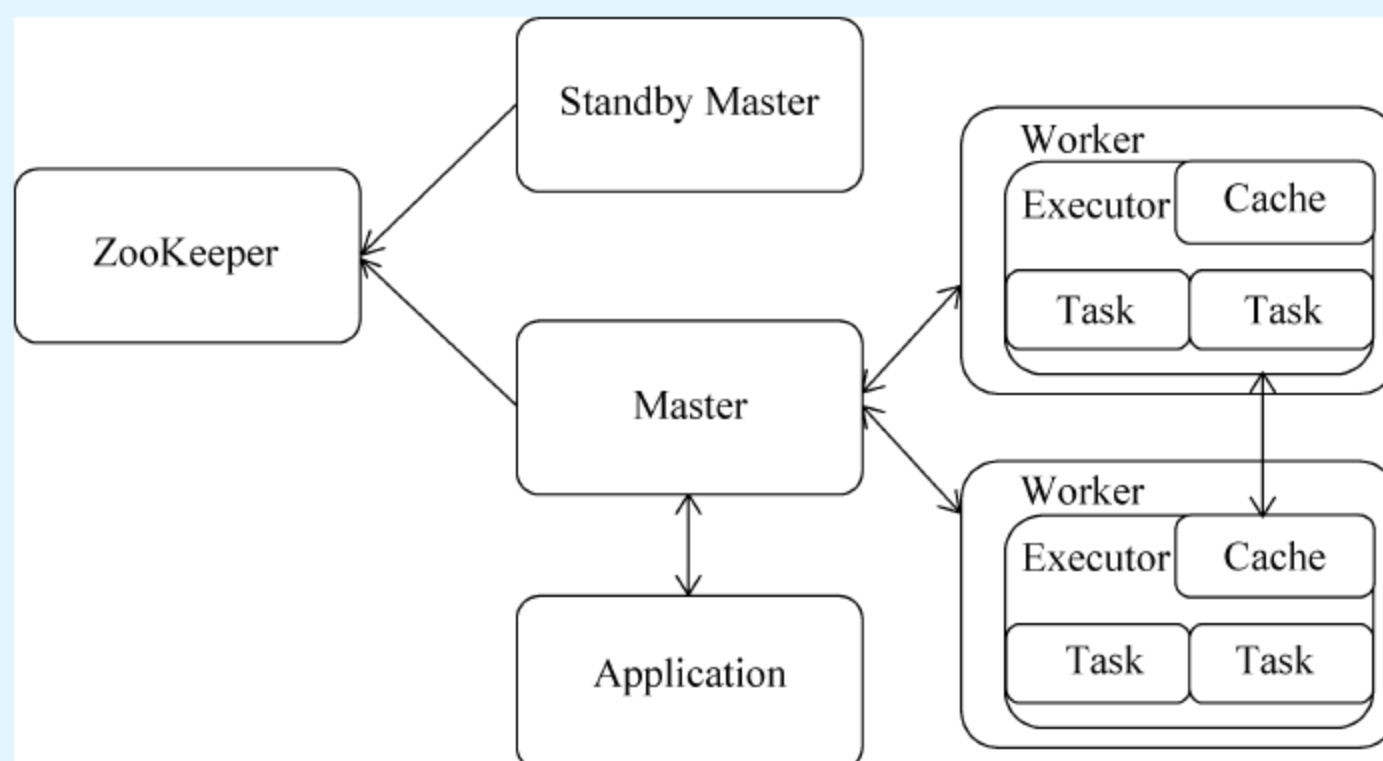 Standby Master
ZooKeeper
Master
Application
Worker
Executor
Cache
Task
Task
Worker
Executor
Cache
Task
Task